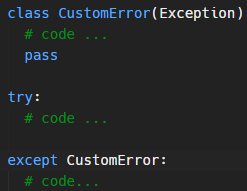 class CustomError(Exception)
  # code ...
  pass

try:
  # code ...

except CustomError:
  # code...